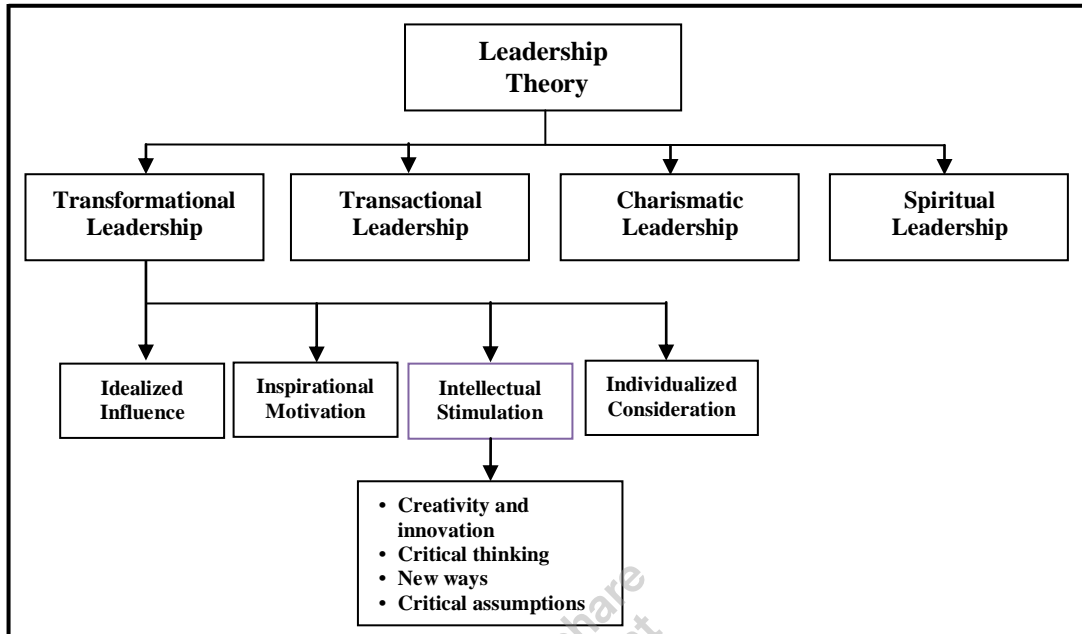 Leadership
Theory
Transformational
Leadership
Transactional
Leadership
Charismatic
Leadership
Spiritual
Leadership
Idealized
Influence
Inspirational
Motivation
Intellectual
Stimulation
Individualized
Consideration
• Creativity and
innovation
• Critical thinking
• New ways
• Critical assumptions